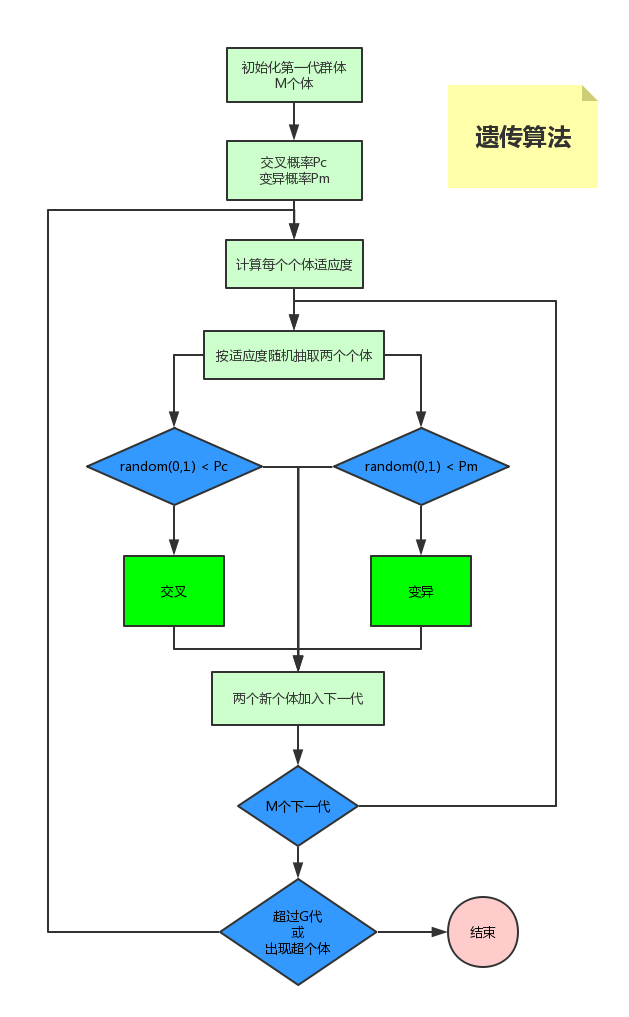 初始化第一代群体
M个体
遗传算法
交叉概率Pc
变异概率Pm
计算每个个体适应度
按适应度随机抽取两个个体
random(0,1) < Pc
random(0,1) < Pm
交叉
变异
两个新个体加入下一代
M个下一代
超过G代
或
出现超个体
结束